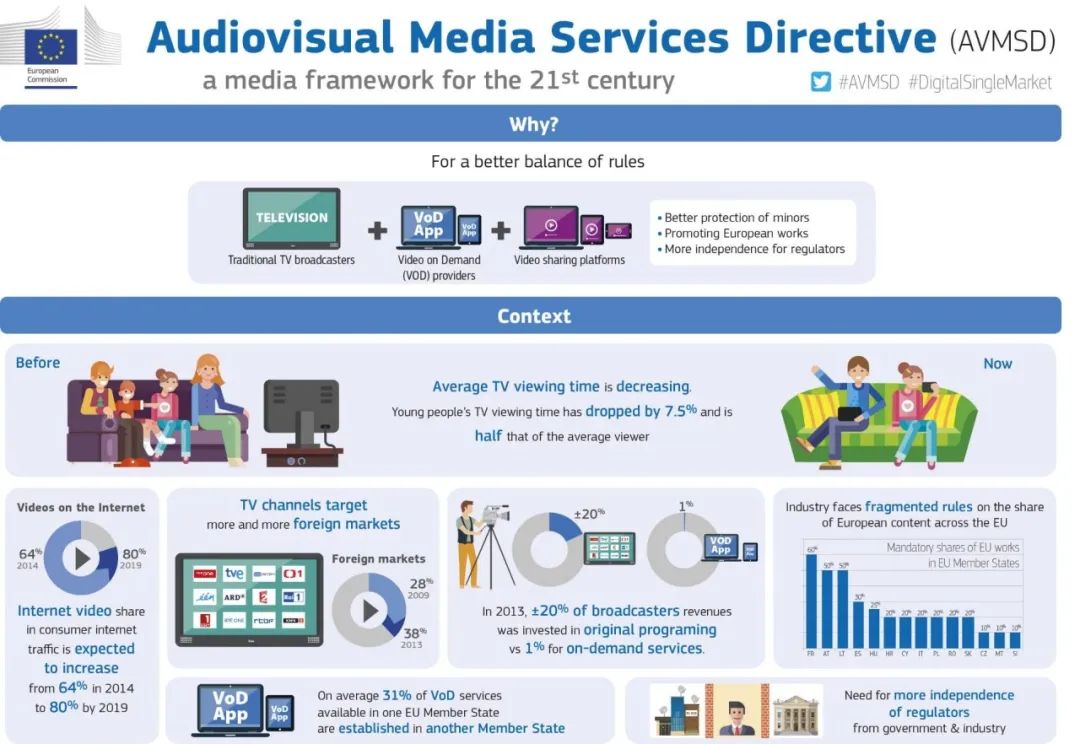 European
Commission
Audiovisual Media Services Directive (AVMSD)
a media framework for the 21st century
#AVMSD #DigitalSingleMarket
Why?
For a better balance of rules
TELEVISION
Traditional TV broadcasters
VoD
App
VoD
App
Video on Demand
(VOD) providers
Video sharing platforms
• Better protection of minors
• Promoting European works
• More independence for regulators
Context
Before
Average TV viewing time is decreasing.
Young people's TV viewing time has dropped by 7.5% and is
half that of the average viewer
Now
Videos on the Internet
64%
2014
80%
2019
Internet video share
in consumer internet
traffic is expected
to increase
from 64% in 2014
to 80% by 2019
TV channels target
more and more foreign markets
tve
ARD
rtbf
Foreign markets
28%
2009
38%
2013
±20%
1%
VOD
App
In 2013, ±20% of broadcasters revenues
was invested in original programing
vs 1% for on-demand services.
Industry faces fragmented rules on the share
of European content across the EU
Mandatory shares of EU works
in EU Member States
60% 50% 50% 30% 25% 20% 20% 20% 20% 20% 20% 10% 10% 10%
FR AT LT ES HU HR CY IT PL RO SK CZ MT SI
VoD
App
VoD
App
On average 31% of VoD services
available in one EU Member State
are established in another Member State
Need for more independence
of regulators
from government & industry